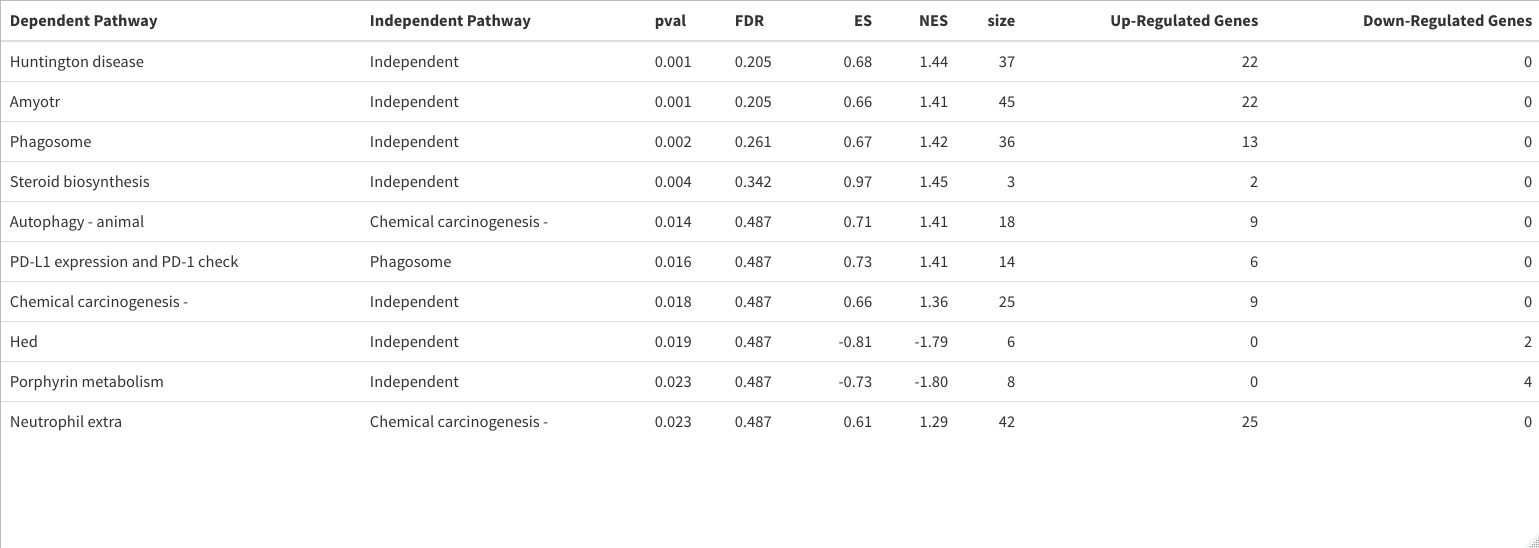 Dependent Pathway Independent Pathway pval FDR ES NES size Up-Regulated Genes Down-Regulated Genes
Huntington disease Independent 0.001 0.205 0.68 1.44 37 22 0
Amyotr Independent 0.001 0.205 0.66 1.41 45 22 0
Phagosome Independent 0.002 0.261 0.67 1.42 36 13 0
Steroid biosynthesis Independent 0.004 0.342 0.97 1.45 3 2 0
Autophagy - animal Chemical carcinogenesis - 0.014 0.487 0.71 1.41 18 9 0
PD-L1 expression and PD-1 check Phagosome 0.016 0.487 0.73 1.41 14 6 0
Chemical carcinogenesis - Independent 0.018 0.487 0.66 1.36 25 9 0
Hed Independent 0.019 0.487 -0.81 -1.79 6 0 2
Porphyrin metabolism Independent 0.023 0.487 -0.73 -1.80 8 0 4
Neutrophil extra Chemical carcinogenesis - 0.023 0.487 0.61 1.29 42 25 0